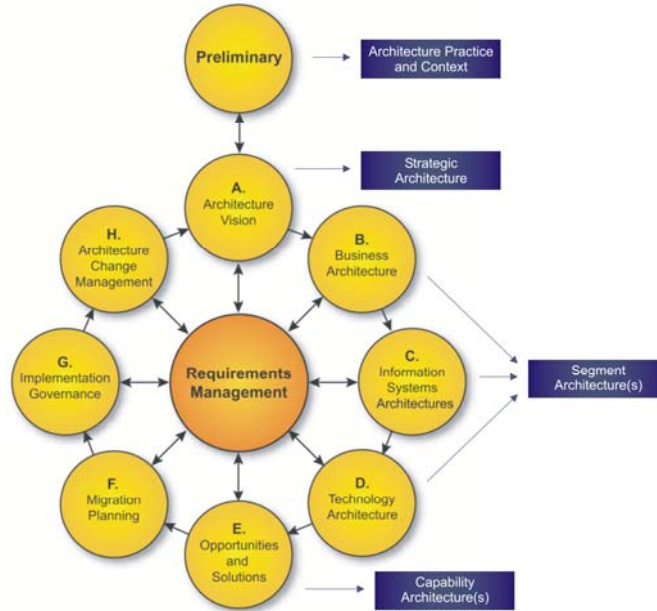 Preliminary
Architecture Practice
and Context
A.
Architecture
Vision
Strategic
Architecture
H.
Architecture
Change
Management
B.
Business
Architecture
G.
Implementation
Governance
Requirements
Management
C.
Information
Systems
Architectures
Segment
Architecture(s)
F.
Migration
Planning
D.
Technology
Architecture
E.
Opportunities
and
Solutions
Capability
Architecture(s)